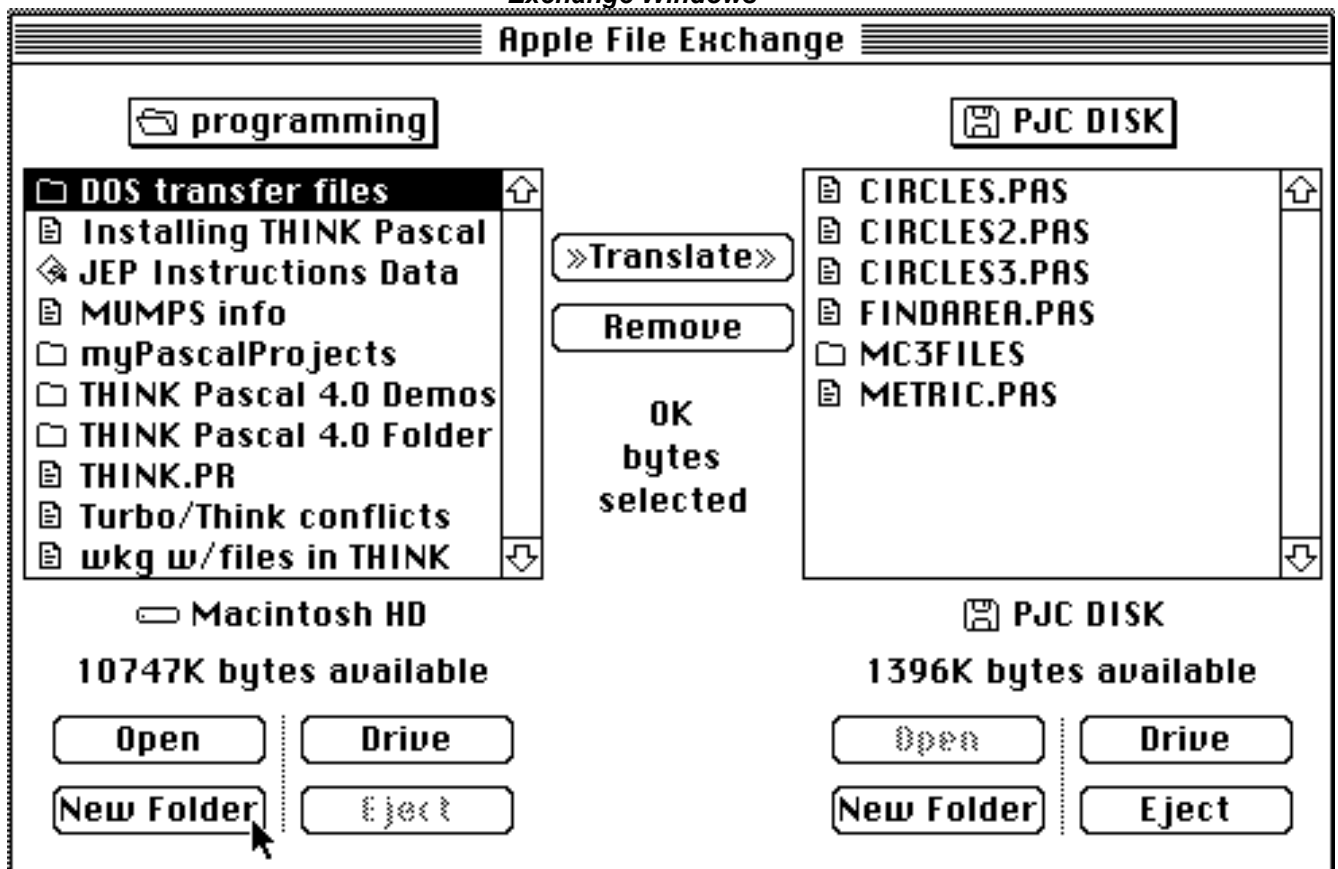 Exchange Windows
Apple File Exchange
programming
DOS transfer files
Installing THINK Pascal
JEP Instructions Data
MUMPS info
myPascalProjects
THINK Pascal 4.0 Demos
THINK Pascal 4.0 Folder
THINK.PR
Turbo/Think conflicts
wkg w/files in THINK
Macintosh HD
10747K bytes available
Open
Drive
New Folder
Eject
»Translate»
Remove
0K
bytes
selected
PJC DISK
CIRCLES.PAS
CIRCLES2.PAS
CIRCLES3.PAS
FINDAREA.PAS
MC3FILES
METRIC.PAS
PJC DISK
1396K bytes available
Open
Drive
New Folder
Eject